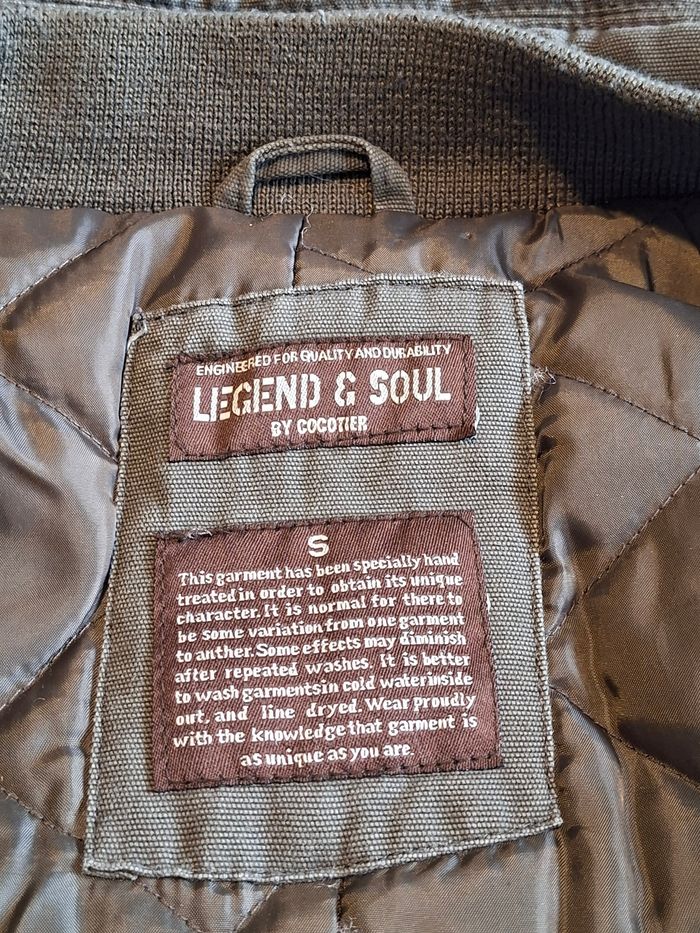 ENGINEERED FOR QUALITY AND DURABILITY
LEGEND & SOUL
BY COCOTIER
S
This garment has been specially hand
treated in order to obtain its unique
character. It is normal for there to
be some variation from one garment
to anther. Some effects may diminish
after repeated washes. It is better
to wash garmentsin cold waterinside
out, and line dryed. Wear proudly
with the knowledge that garment is
as unique as you are.